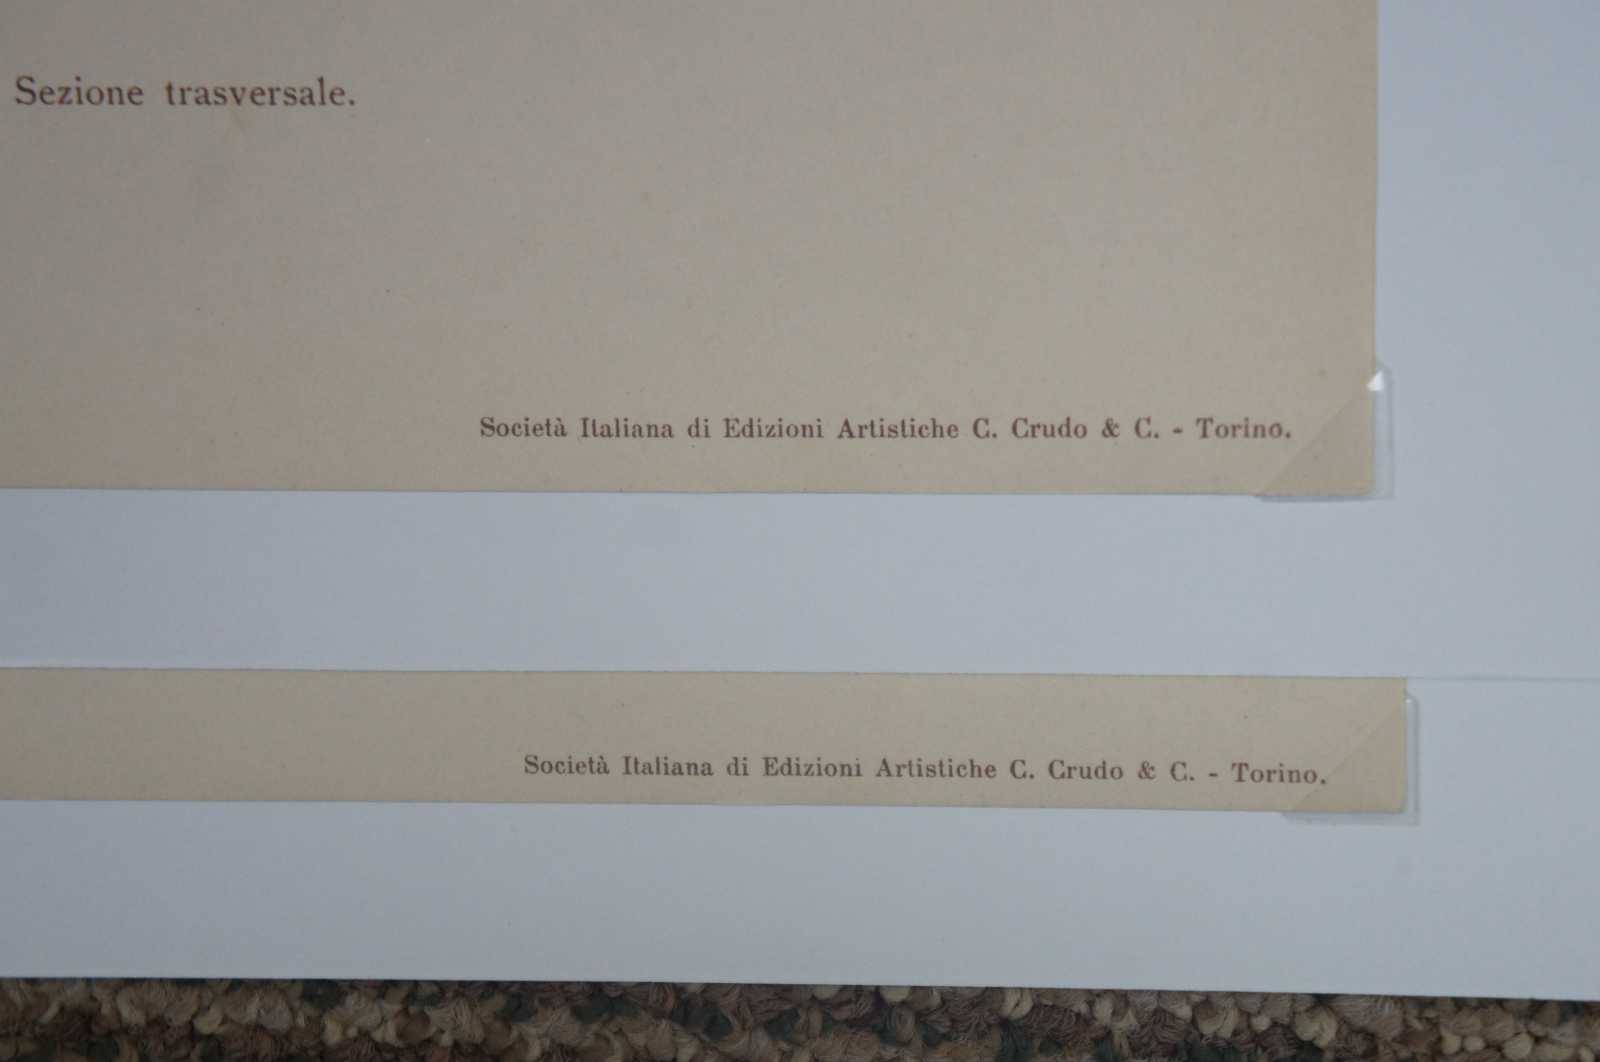 Sezione trasversale.
Società Italiana di Edizioni Artistiche C. Crudo & C. - Torino.
Società Italiana di Edizioni Artistiche C. Crudo & C. - Torino.